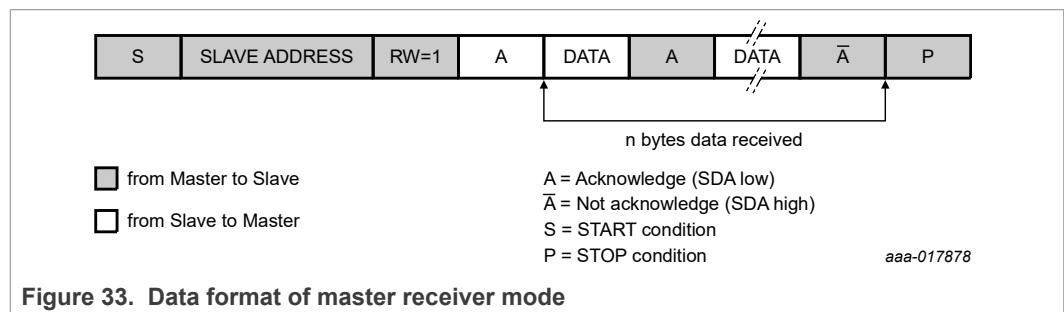 S SLAVE ADDRESS RW=1 A DATA A DATA A̅ P
n bytes data received
from Master to Slave
from Slave to Master
A = Acknowledge (SDA low)
A̅ = Not acknowledge (SDA high)
S = START condition
P = STOP condition
aaa-017878
Figure 33. Data format of master receiver mode